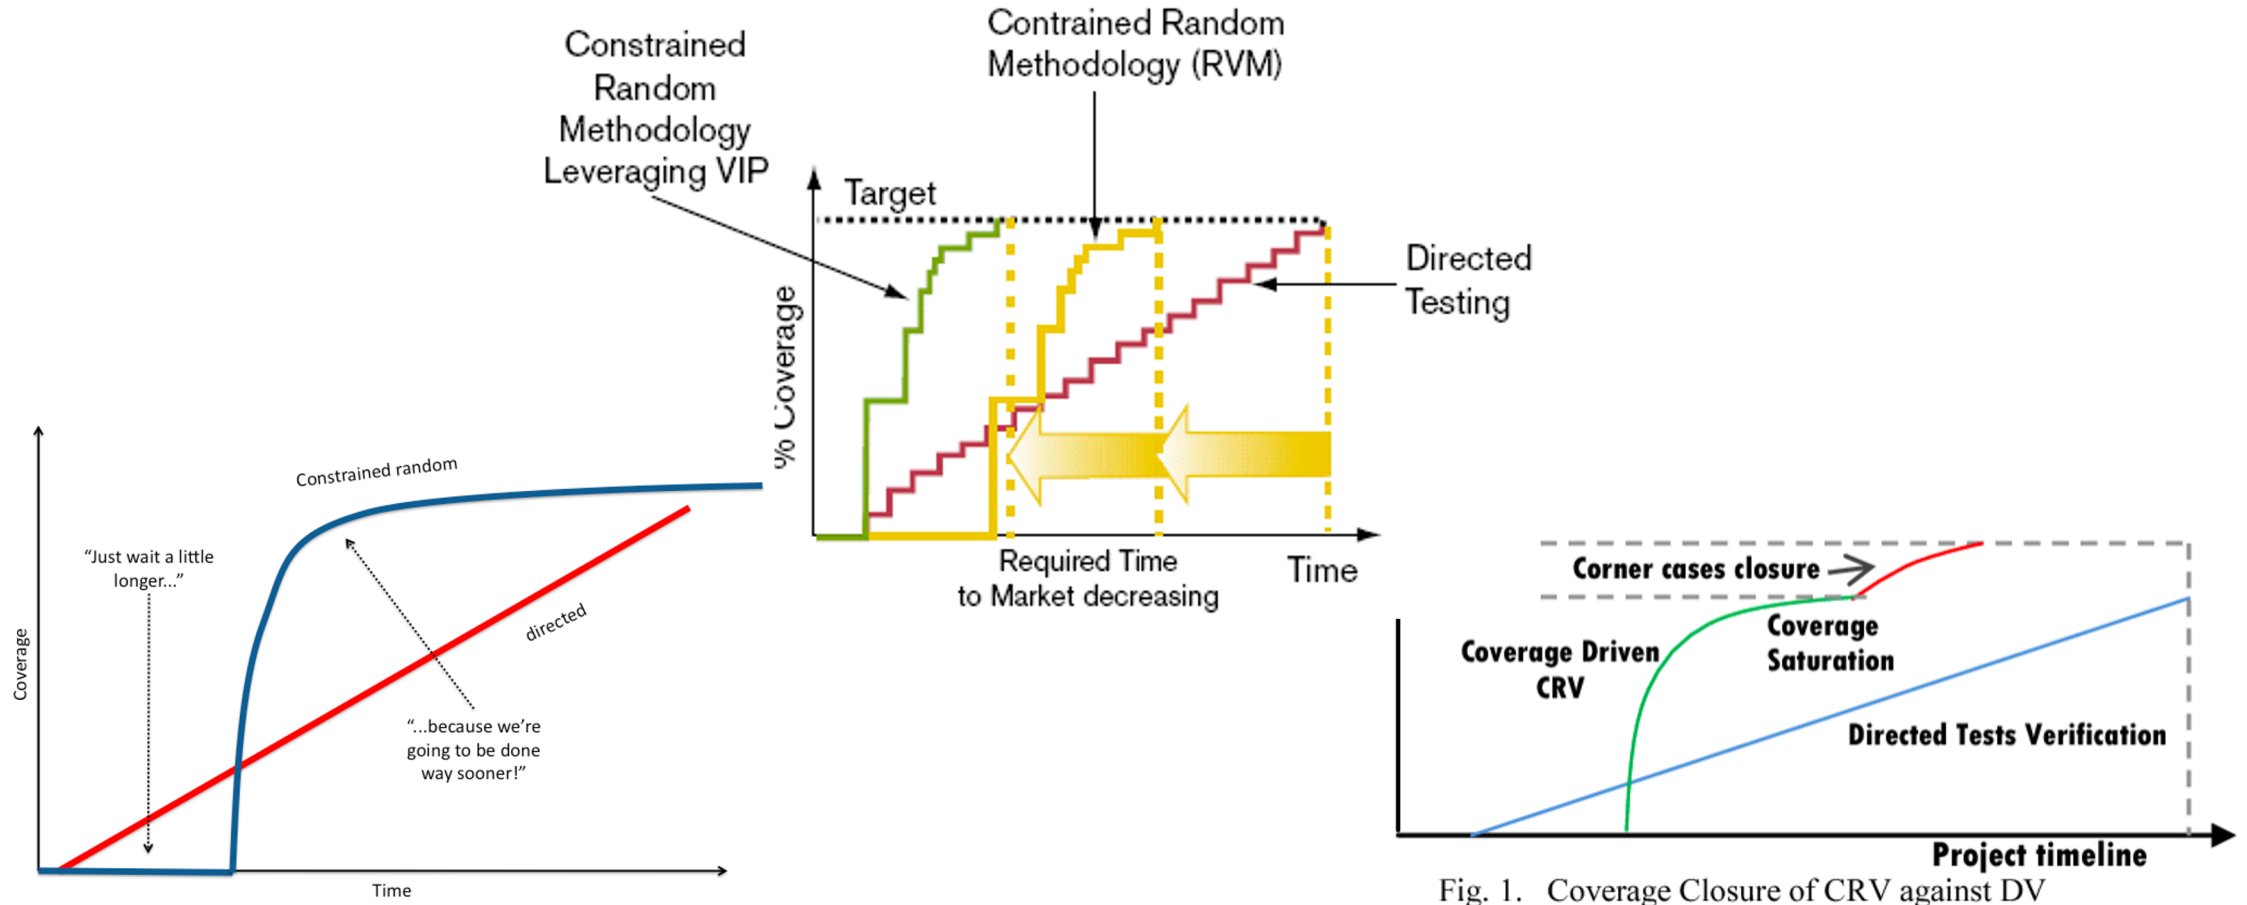 Constrained random
"Just wait a little
longer..."
directed
"...because we're
going to be done
way sooner!"
Coverage
Time
Constrained
Random
Methodology
Leveraging VIP
Contrained Random
Methodology (RVM)
Target
Directed
Testing
% Coverage
Required Time
to Market decreasing
Time
Corner cases closure
Coverage Driven
CRV
Coverage
Saturation
Directed Tests Verification
Project timeline
Fig. 1. Coverage Closure of CRV against DV